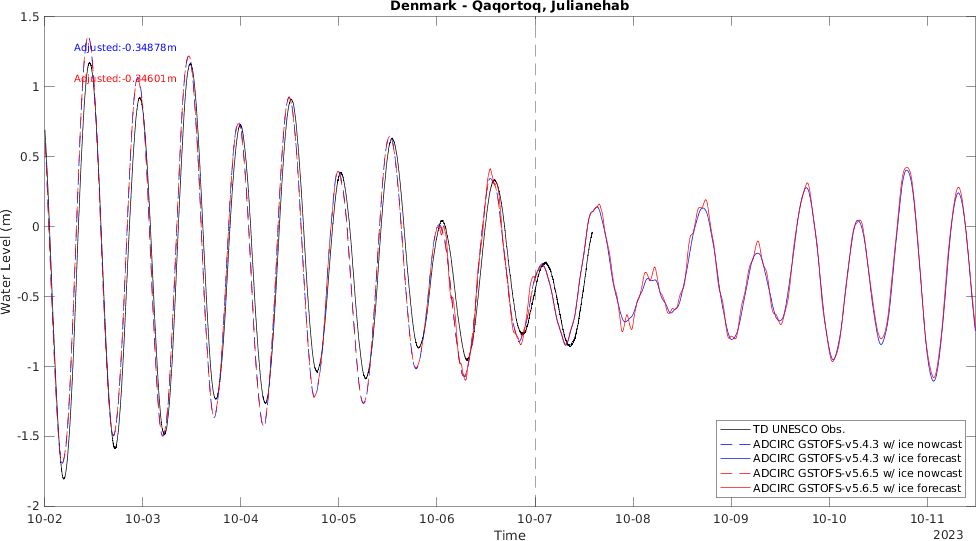 Denmark - Qaqortoq, Julianehab
1.5
1
0.5
0
-0.5
-1
-1.5
-2
Water Level (m)
Adjusted:-0.34878m
Adjusted:-0.34601m
TD UNESCO Obs.
ADCIRC GSTOFS-v5.4.3 w/ ice nowcast
ADCIRC GSTOFS-v5.4.3 w/ ice forecast
ADCIRC GSTOFS-v5.6.5 w/ ice nowcast
ADCIRC GSTOFS-v5.6.5 w/ ice forecast
10-02 10-03 10-04 10-05 10-06 10-07 10-08 10-09 10-10 10-11
Time
2023